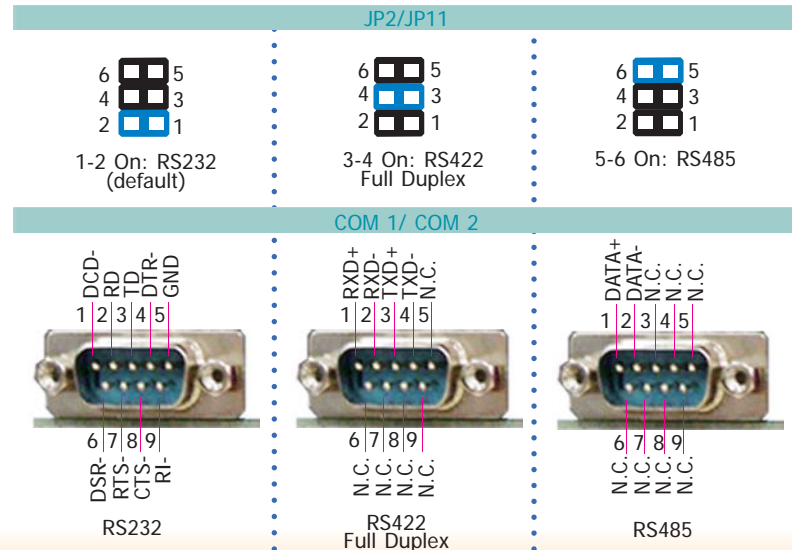 JP2/JP11
6 5
4 3
2 1
1-2 On: RS232
(default)
6 5
4 3
2 1
3-4 On: RS422
Full Duplex
6 5
4 3
2 1
5-6 On: RS485
COM 1/ COM 2
DCD-
RD
TD
DTR-
GND
1 2 3 4 5
6 7 8 9
DSR-
RTS-
CTS-
RI-
RS232
RXD+
RXD-
TXD+
TXD-
N.C.
1 2 3 4 5
6 7 8 9
N.C.
N.C.
N.C.
N.C.
RS422
Full Duplex
DATA+
DATA-
N.C.
N.C.
N.C.
1 2 3 4 5
6 7 8 9
N.C.
N.C.
N.C.
N.C.
RS485